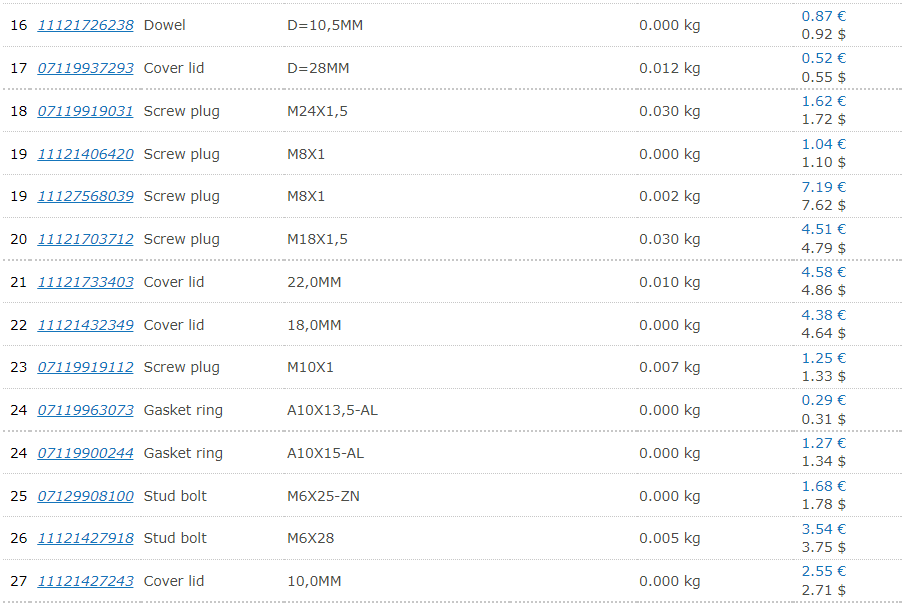 16 11121726238 Dowel D=10,5MM 0.000 kg 0.87 €
0.92 $
17 07119937293 Cover lid D=28MM 0.012 kg 0.52 €
0.55 $
18 07119919031 Screw plug M24X1,5 0.030 kg 1.62 €
1.72 $
19 11121406420 Screw plug M8X1 0.000 kg 1.04 €
1.10 $
19 11127568039 Screw plug M8X1 0.002 kg 7.19 €
7.62 $
20 11121703712 Screw plug M18X1,5 0.030 kg 4.51 €
4.79 $
21 11121733403 Cover lid 22,0MM 0.010 kg 4.58 €
4.86 $
22 11121432349 Cover lid 18,0MM 0.000 kg 4.38 €
4.64 $
23 07119919112 Screw plug M10X1 0.007 kg 1.25 €
1.33 $
24 07119963073 Gasket ring A10X13,5-AL 0.000 kg 0.29 €
0.31 $
24 07119900244 Gasket ring A10X15-AL 0.000 kg 1.27 €
1.34 $
25 07129908100 Stud bolt M6X25-ZN 0.000 kg 1.68 €
1.78 $
26 11121427918 Stud bolt M6X28 0.005 kg 3.54 €
3.75 $
27 11121427243 Cover lid 10,0MM 0.000 kg 2.55 €
2.71 $